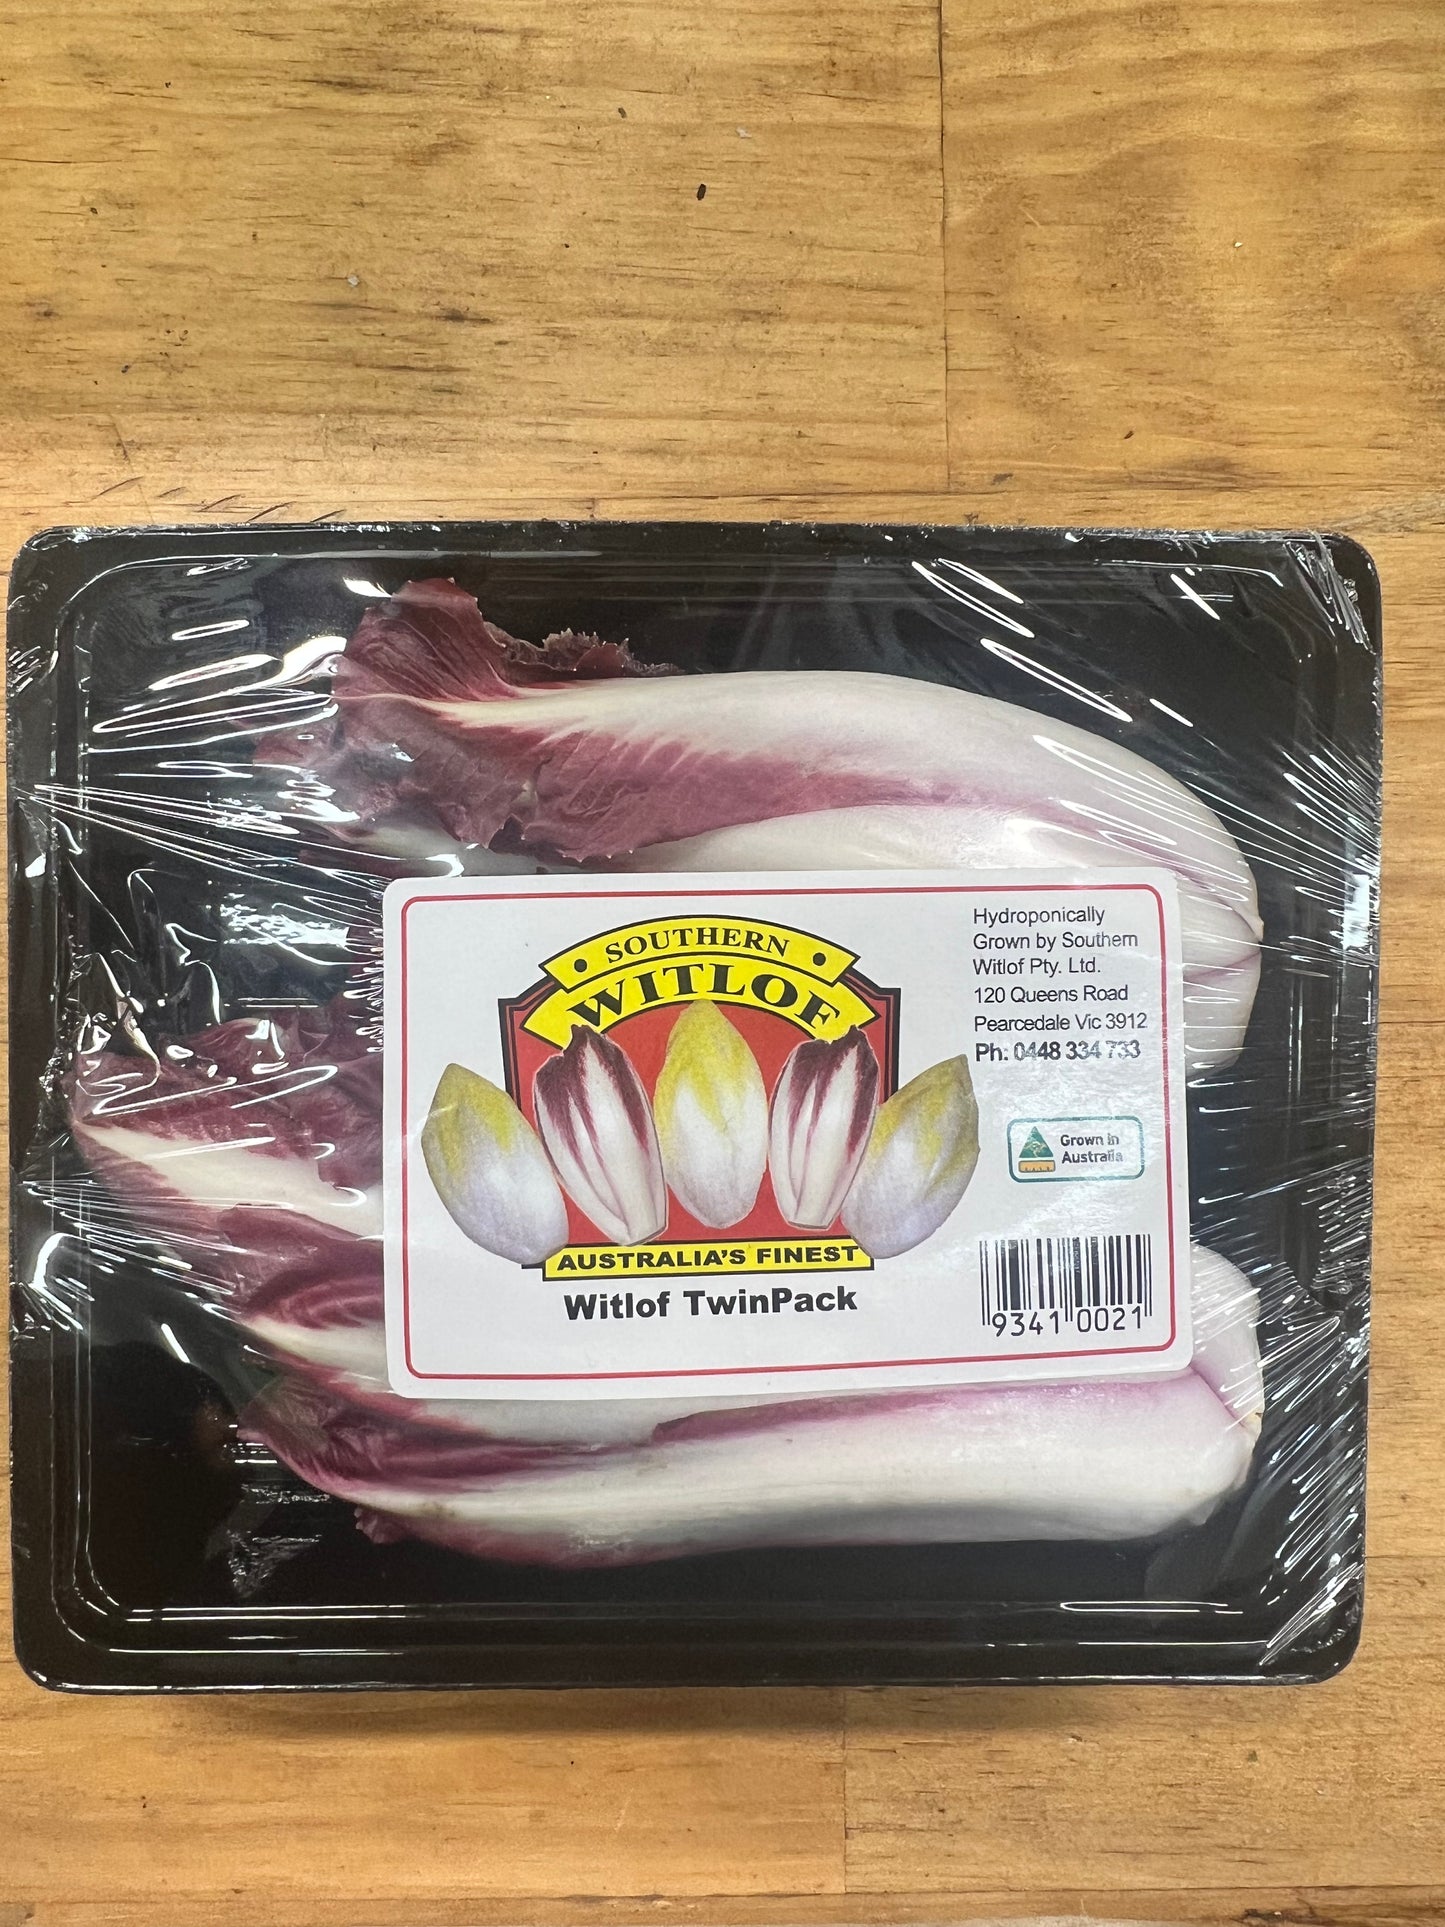 SOUTHERN
WITLOF
AUSTRALIA'S FINEST
Witlof TwinPack
Hydroponically
Grown by Southern
Witlof Pty. Ltd.
120 Queens Road
Pearcedale Vic 3912
Ph: 0448 334 733
Grown in
Australia
9341 0021